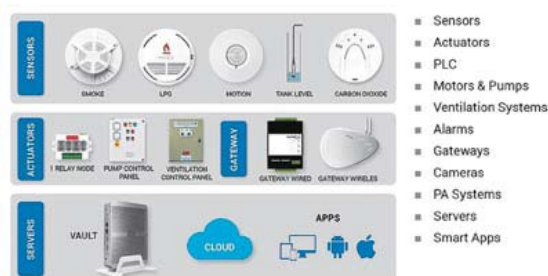 SENSORS
SMOKE
LPG
MOTION
TANK LEVEL
CARBON DIOXIDE
ACTUATORS
1 RELAY NODE
PUMP CONTROL
PANEL
VENTILATION
CONTROL PANEL
GATEWAY
GATEWAY WIRED
GATEWAY WIRELES
SERVERS
VAULT
CLOUD
APPS
Sensors
Actuators
PLC
Motors & Pumps
Ventilation Systems
Alarms
Gateways
Cameras
PA Systems
Servers
Smart Apps